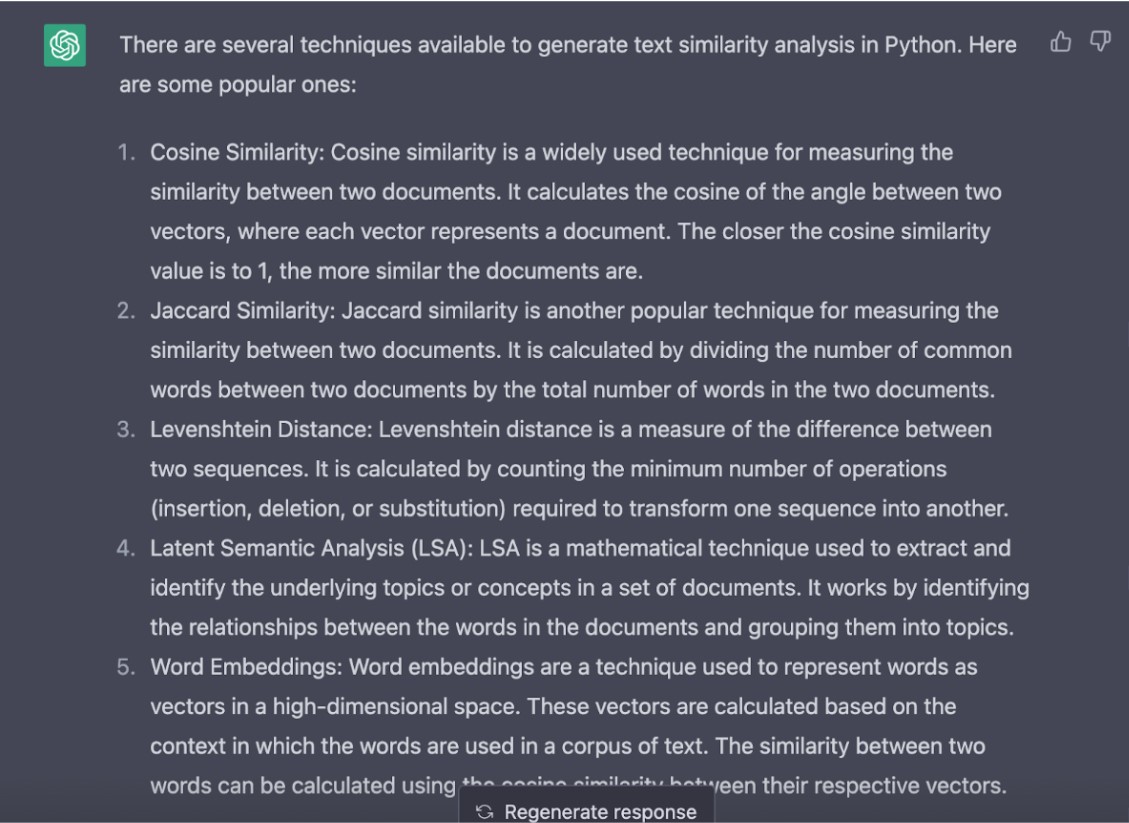 There are several techniques available to generate text similarity analysis in Python. Here
are some popular ones:
1. Cosine Similarity: Cosine similarity is a widely used technique for measuring the
similarity between two documents. It calculates the cosine of the angle between two
vectors, where each vector represents a document. The closer the cosine similarity
value is to 1, the more similar the documents are.
2. Jaccard Similarity: Jaccard similarity is another popular technique for measuring the
similarity between two documents. It is calculated by dividing the number of common
words between two documents by the total number of words in the two documents.
3. Levenshtein Distance: Levenshtein distance is a measure of the difference between
two sequences. It is calculated by counting the minimum number of operations
(insertion, deletion, or substitution) required to transform one sequence into another.
4. Latent Semantic Analysis (LSA): LSA is a mathematical technique used to extract and
identify the underlying topics or concepts in a set of documents. It works by identifying
the relationships between the words in the documents and grouping them into topics.
5. Word Embeddings: Word embeddings are a technique used to represent words as
vectors in a high-dimensional space. These vectors are calculated based on the
context in which the words are used in a corpus of text. The similarity between two
words can be calculated using the cosine similarity between their respective vectors.
Regenerate response